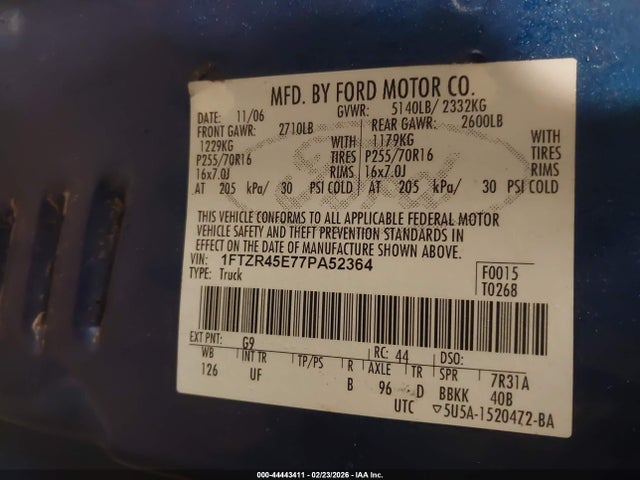 MFD. BY FORD MOTOR CO.
DATE: 11/06 GVWR: 5140LB/ 2332KG
FRONT GAWR: 2710LB REAR GAWR: 2600LB
1229KG WITH 1179KG WITH
P255/70R16 TIRES P255/70R16 TIRES
16x7.0J RIMS 16x7.0J RIMS
AT 205 kPa/ 30 PSI COLD AT 205 kPa/ 30 PSI COLD
THIS VEHICLE CONFORMS TO ALL APPLICABLE FEDERAL MOTOR
VEHICLE SAFETY AND THEFT PREVENTION STANDARDS IN
EFFECT ON THE DATE OF MANUFACTURE SHOWN ABOVE.
VIN: 1FTZR45E77PA52364 F0015
TYPE: Truck T0268
EXT PNT: G9 RC: 44 DSO:
WB INT TR TP/PS R AXLE TR SPR 7R31A
126 UF B 96 D BBKK 40B
UTC ▽5U5A-1520472-BA
000-44443411 - 02/23/2026 - IAA Inc.